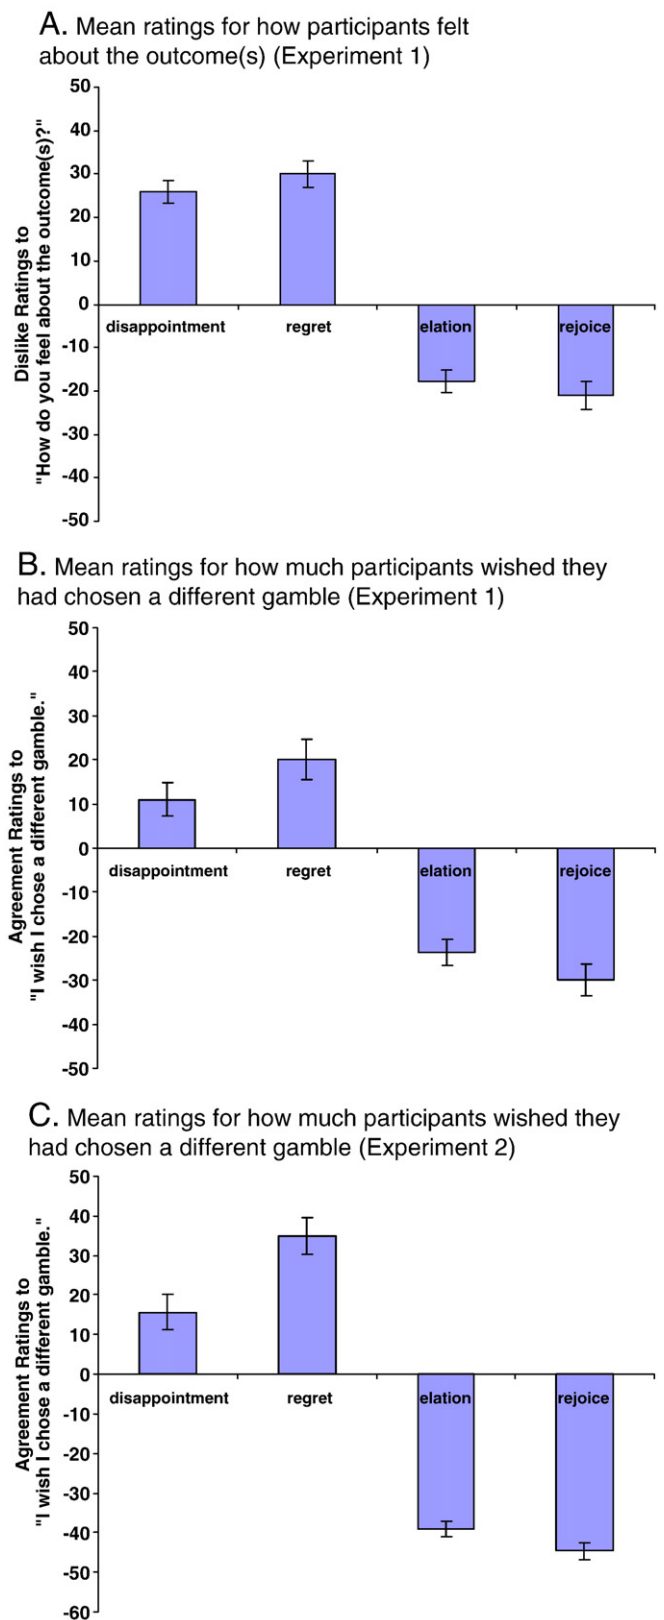 A. Mean ratings for how participants felt
about the outcome(s) (Experiment 1)
Dislike Ratings to
"How do you feel about the outcome(s)?"
50
40
30
20
10
0
-10
-20
-30
-40
-50
disappointment regret elation rejoice
B. Mean ratings for how much participants wished they
had chosen a different gamble (Experiment 1)
Agreement Ratings to
"I wish I chose a different gamble."
50
40
30
20
10
0
-10
-20
-30
-40
-50
disappointment regret elation rejoice
C. Mean ratings for how much participants wished they
had chosen a different gamble (Experiment 2)
Agreement Ratings to
"I wish I chose a different gamble."
50
40
30
20
10
0
-10
-20
-30
-40
-50
-60
disappointment regret elation rejoice